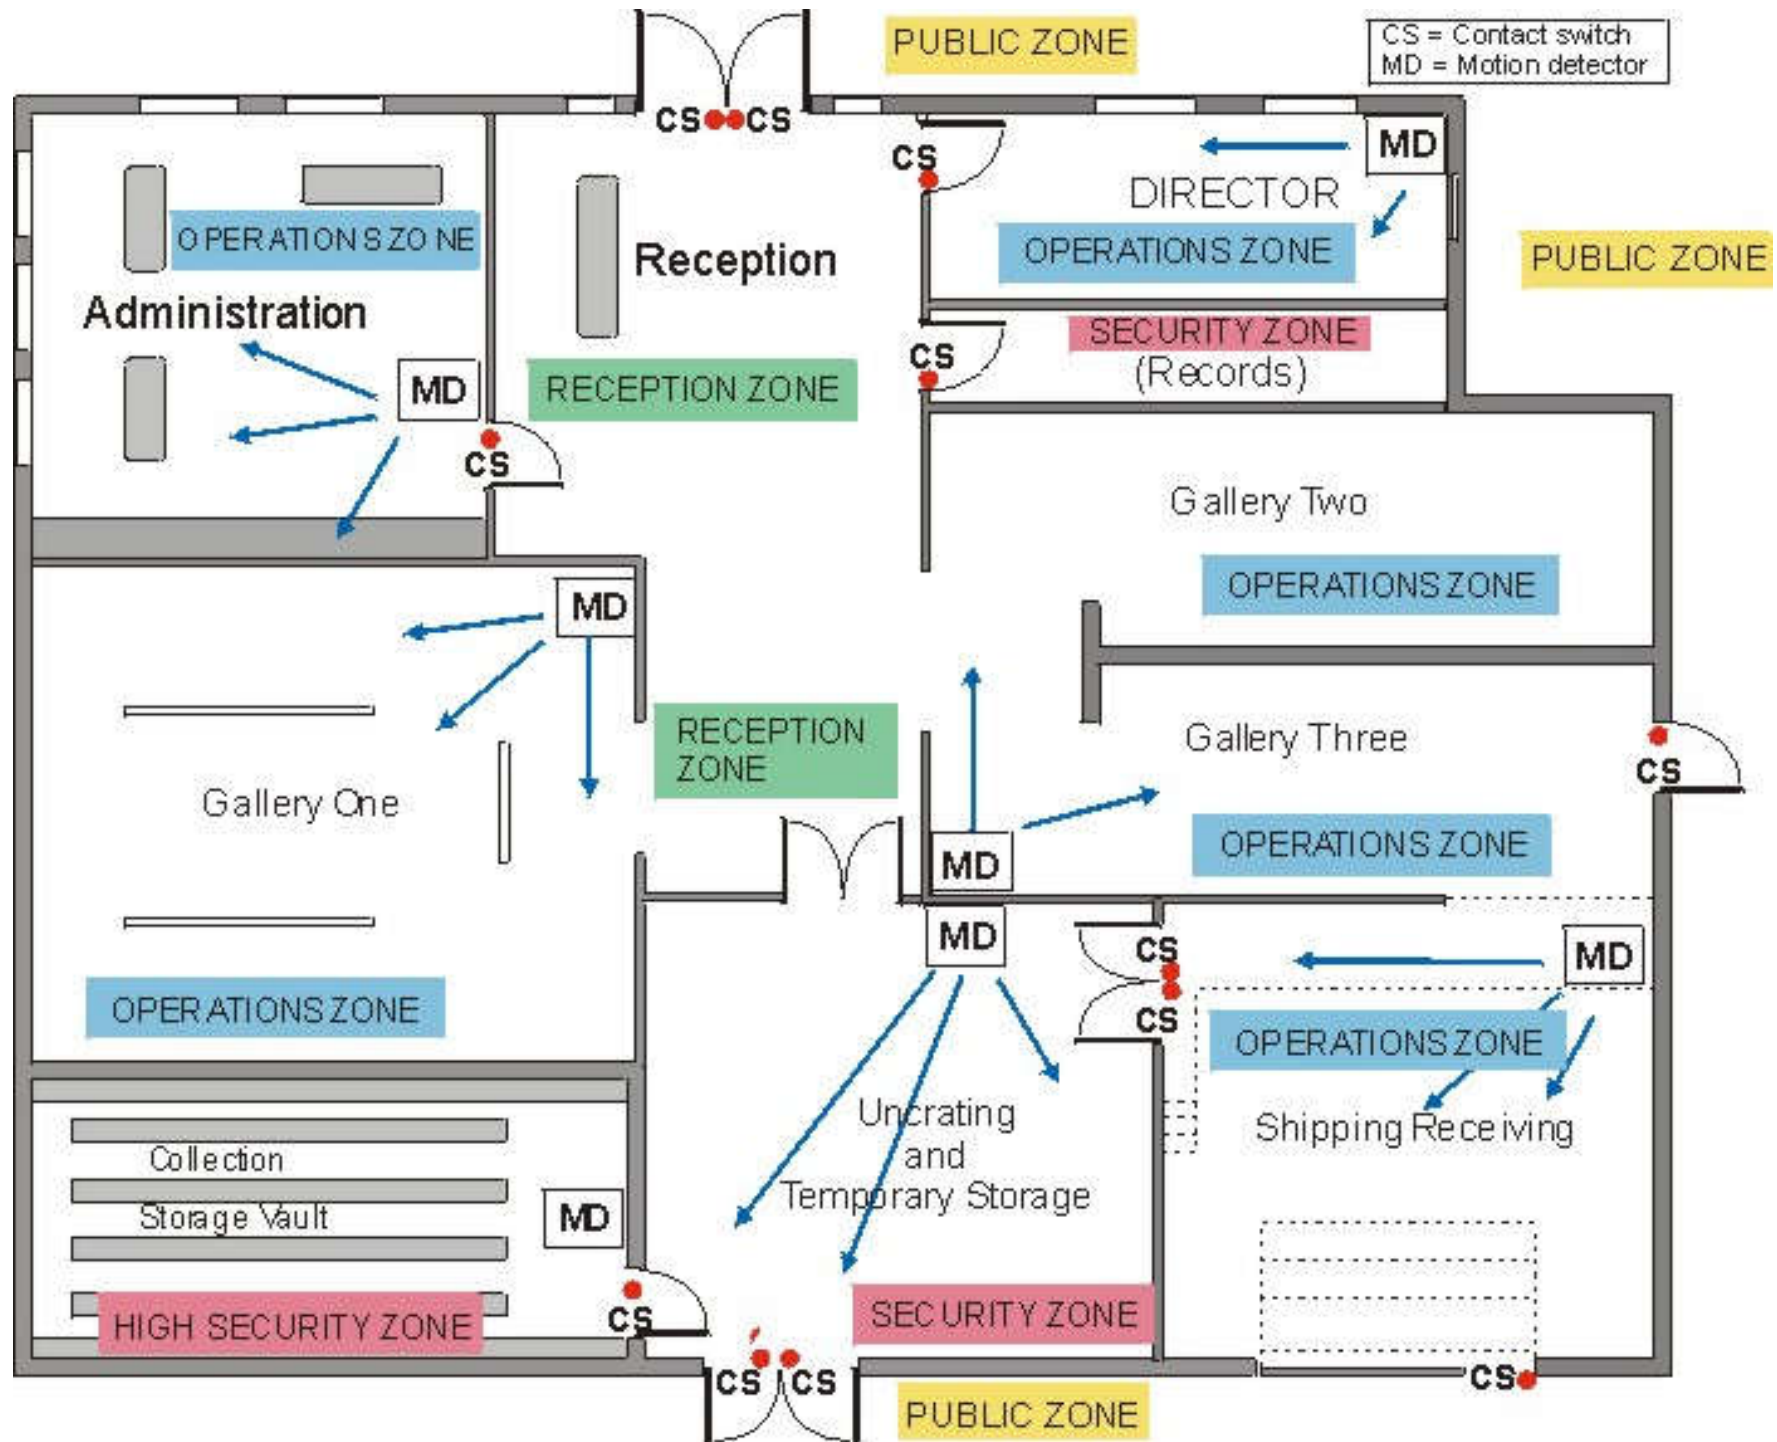 PUBLIC ZONE
CS = Contact switch
MD = Motion detector
CS CS
CS
MD
DIRECTOR
OPERATIONS ZONE
PUBLIC ZONE
OPERATIONS ZONE
Administration
MD
CS
Reception
RECEPTION ZONE
CS
SECURITY ZONE
(Records)
Gallery Two
OPERATIONS ZONE
MD
Gallery One
OPERATIONS ZONE
RECEPTION
ZONE
Gallery Three
CS
OPERATIONS ZONE
MD
MD
CS
CS
MD
OPERATIONS ZONE
Shipping Receiving
Uncrating
and
Temporary Storage
Collection
Storage Vault
MD
HIGH SECURITY ZONE
CS
SECURITY ZONE
CS CS
CS
PUBLIC ZONE